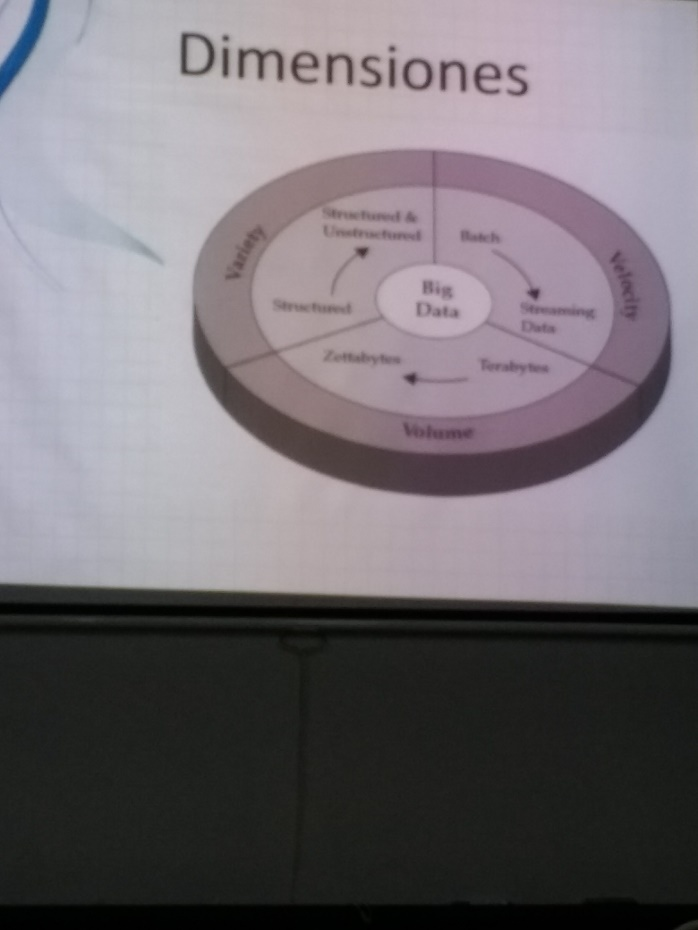 Dimensiones
Variety
Structured &
Unstructured
Structured
Batch
Streaming
Data
Velocity
Big
Data
Zettabytes
Terabytes
Volume